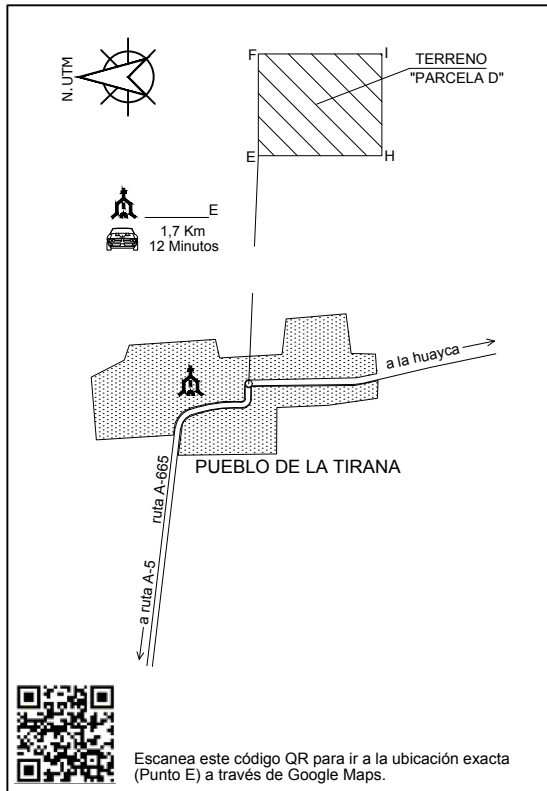 N. UTM
F
I
TERRENO
"PARCELA D"
E
H
E
1,7 Km
12 Minutos
a la huayca
PUEBLO DE LA TIRANA
ruta A-665
a ruta A-5
Escanea este código QR para ir a la ubicación exacta
(Punto E) a través de Google Maps.